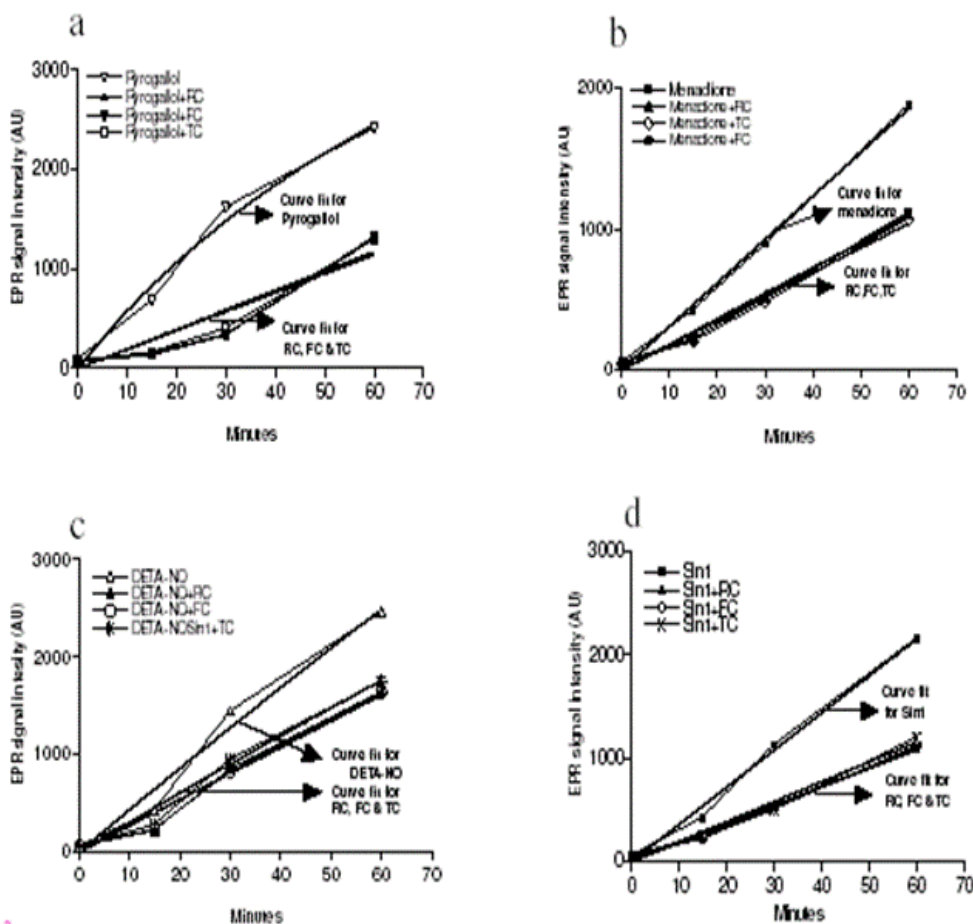 a
3000
2000
1000
0
EPR signal intensity (AU)
Pyrogallol
Pyrogallol+RC
Pyrogallol+FC
Pyrogallol+TC
Curve fit for
Pyrogallol
Curve fit for
RC, FC & TC
0 10 20 30 40 50 60 70
Minutes
b
2000
1000
0
EPR signal intensity (AU)
Menadione
Menadione+RC
Menadione+TC
Menadione+FC
Curve fit for
menadione
Curve fit for
RC,FC,TC
0 10 20 30 40 50 60 70
Minutes
c
3000
2000
1000
0
EPR signal intesity (AU)
DETA-NO
DETA-NO+RC
DETA-NO+FC
DETA-NOSin1+TC
Curve fit for
DETA-NO
Curve fit for
RC, FC & TC
0 10 20 30 40 50 60 70
Minutes
d
3000
2000
1000
0
EPR signal intensity (AU)
Sin1
Sin1+RC
Sin1+FC
Sin1+TC
Curve fit
for Sin1
Curve fit for
RC, FC & TC
0 10 20 30 40 50 60 70
Minutes